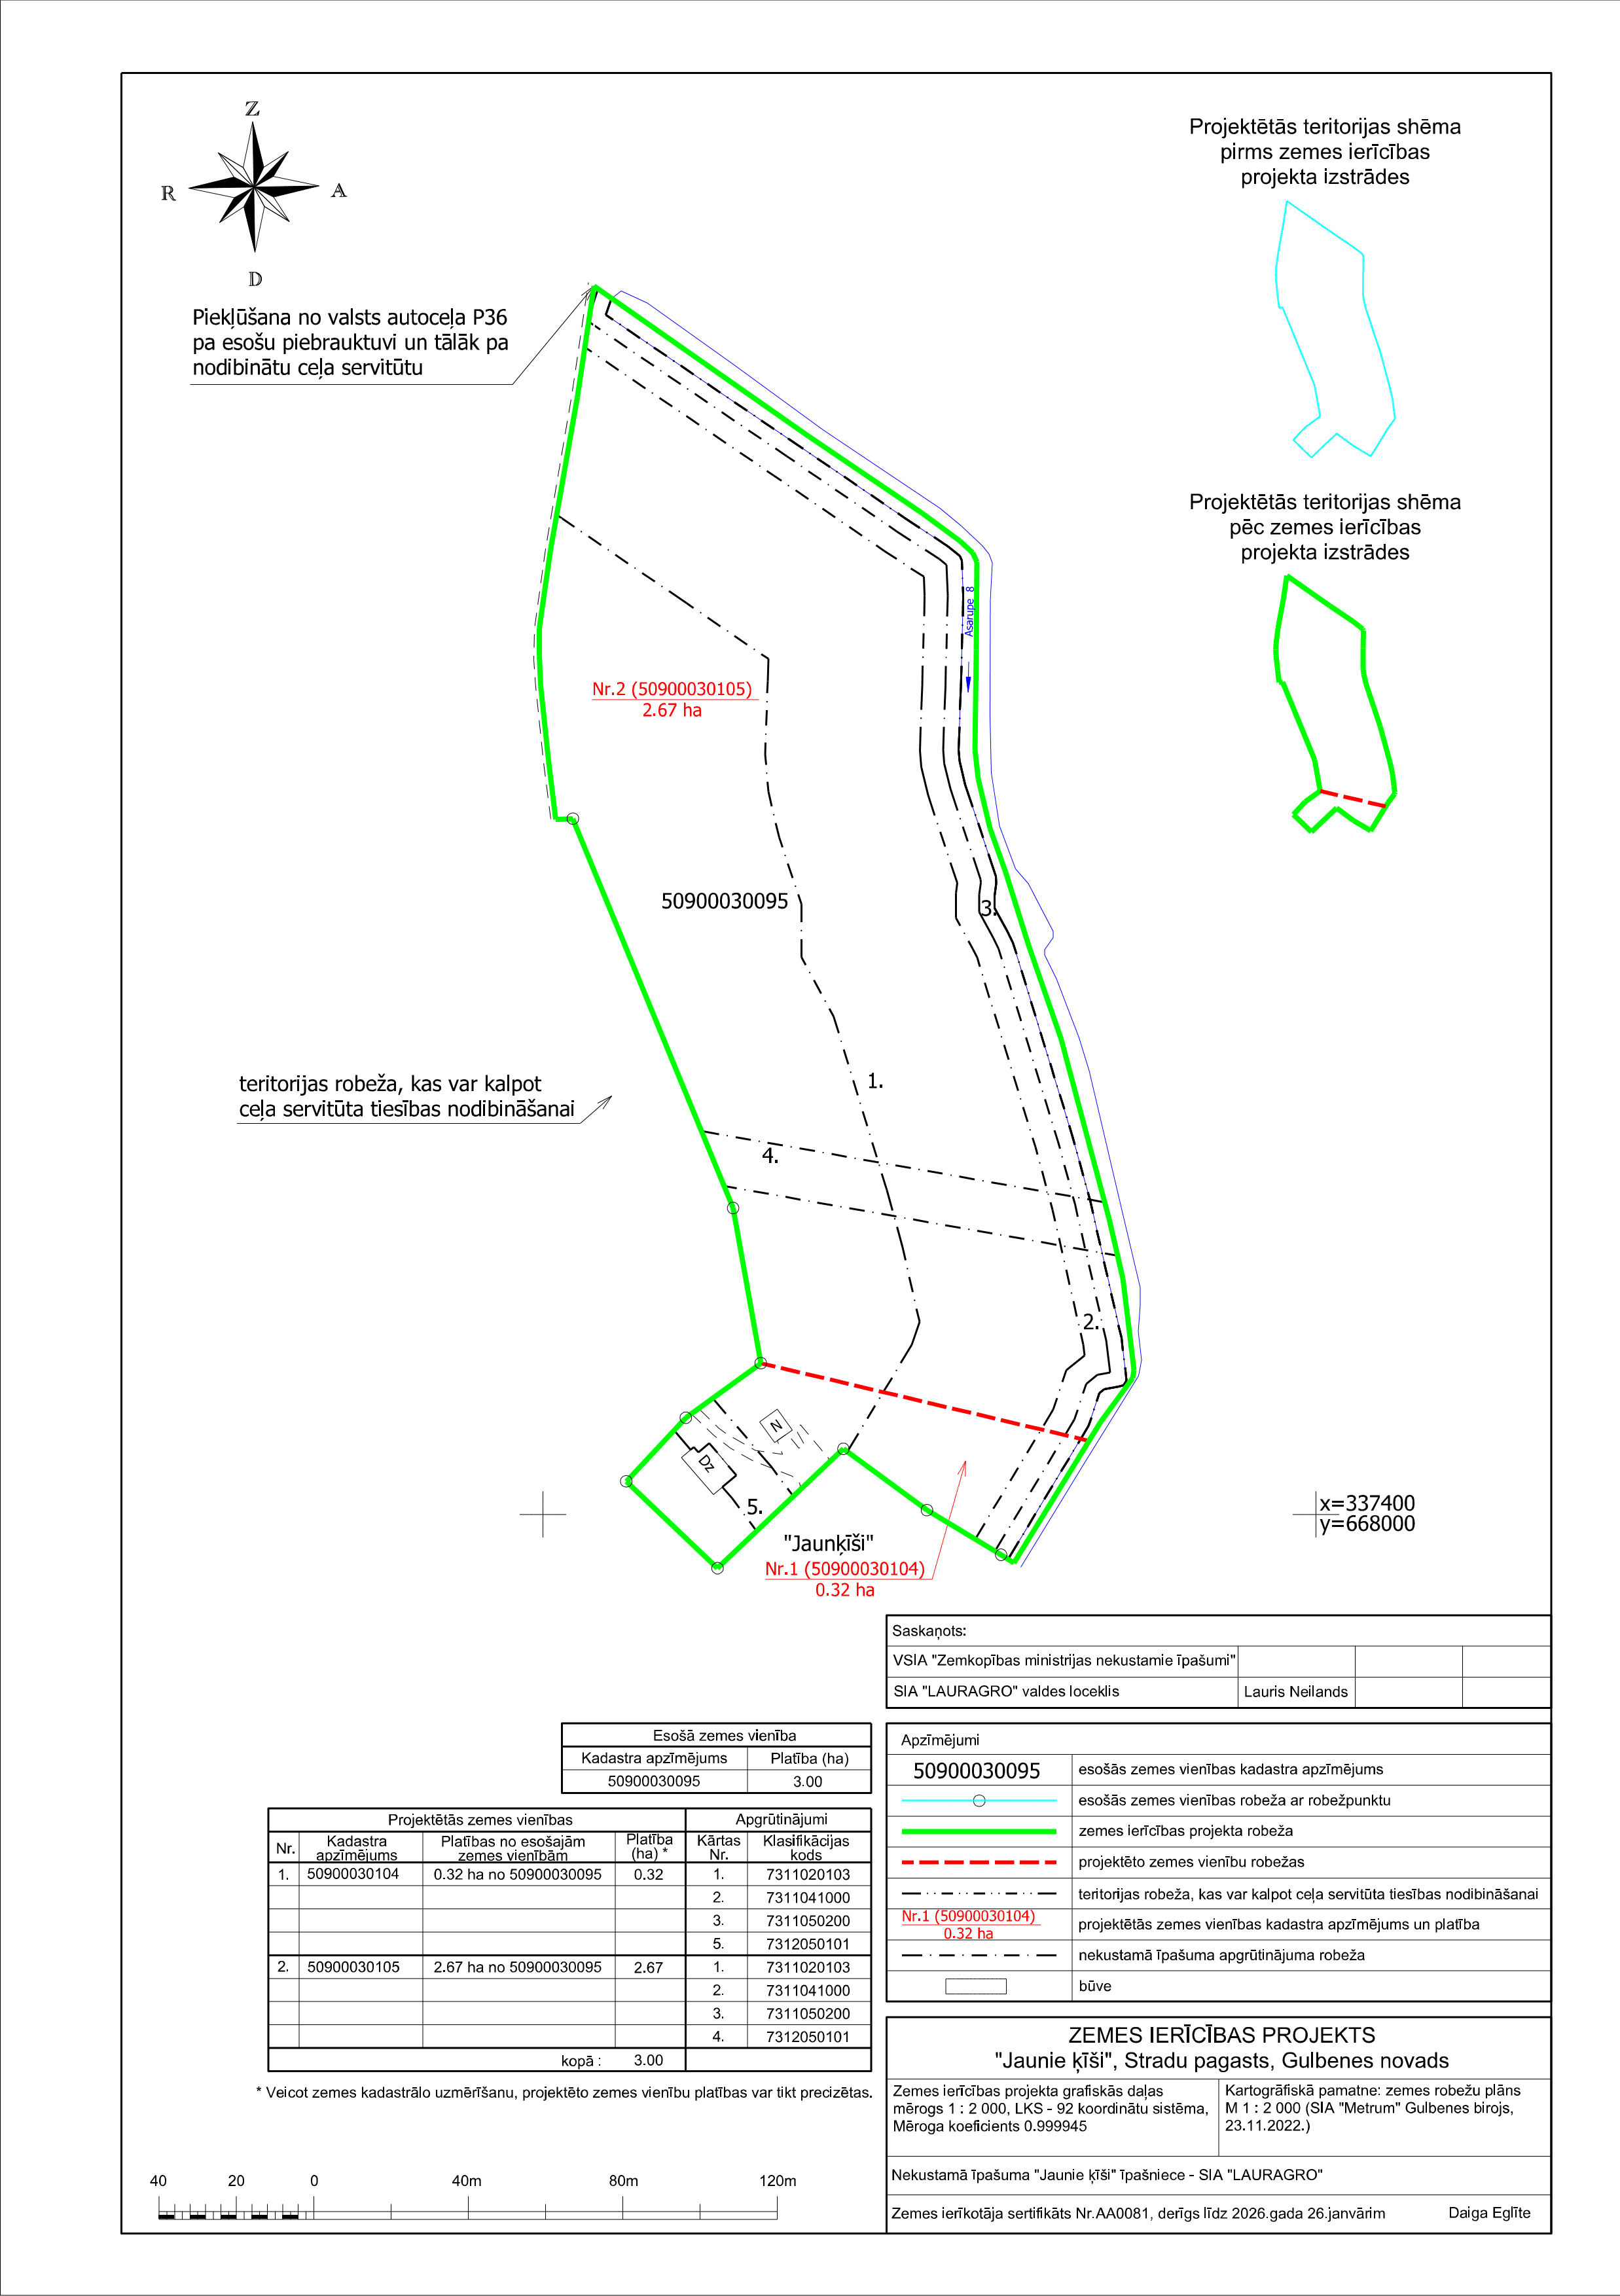 Z
R
A
D
Piekļūšana no valsts autoceļa P36
pa esošu piebrauktuvi un tālāk pa
nodibinātu ceļa servitūtu
Projektētās teritorijas shēma
pirms zemes ierīcības
projekta izstrādes
Projektētās teritorijas shēma
pēc zemes ierīcības
projekta izstrādes
Asarupe 8
Nr.2 (50900030105)
2.67 ha
50900030095
3.
1.
teritorijas robeža, kas var kalpot
ceļa servitūta tiesības nodibināšanai
4.
2.
N
Dz
5.
"Jaunķīši"
Nr.1 (50900030104)
0.32 ha
x=337400
y=668000
Saskaņots:
VSIA "Zemkopības ministrijas nekustamie īpašumi"
SIA "LAURAGRO" valdes loceklis Lauris Neilands
Esošā zemes vienība
Kadastra apzīmējums Platība (ha)
50900030095 3.00
Projektētās zemes vienības Apgrūtinājumi
Nr. Kadastra apzīmējums Platības no esošajām zemes vienībām Platība (ha) * Kārtas Nr. Klasifikācijas kods
1. 50900030104 0.32 ha no 50900030095 0.32 1. 7311020103
2. 7311041000
3. 7311050200
5. 7312050101
2. 50900030105 2.67 ha no 50900030095 2.67 1. 7311020103
2. 7311041000
3. 7311050200
4. 7312050101
kopā : 3.00
* Veicot zemes kadastrālo uzmērīšanu, projektēto zemes vienību platības var tikt precizētas.
Apzīmējumi
50900030095 esošās zemes vienības kadastra apzīmējums
esošās zemes vienības robeža ar robežpunktu
zemes ierīcības projekta robeža
projektēto zemes vienību robežas
teritorijas robeža, kas var kalpot ceļa servitūta tiesības nodibināšanai
Nr.1 (50900030104)
0.32 ha
projektētās zemes vienības kadastra apzīmējums un platība
nekustamā īpašuma apgrūtinājuma robeža
būve
ZEMES IERĪCĪBAS PROJEKTS
"Jaunie ķīši", Stradu pagasts, Gulbenes novads
Zemes ierīcības projekta grafiskās daļas
mērogs 1 : 2 000, LKS - 92 koordinātu sistēma,
Mēroga koeficients 0.999945
Kartogrāfiskā pamatne: zemes robežu plāns
M 1 : 2 000 (SIA "Metrum" Gulbenes birojs,
23.11.2022.)
Nekustamā īpašuma "Jaunie ķīši" īpašniece - SIA "LAURAGRO"
Zemes ierīkotāja sertifikāts Nr.AA0081, derīgs līdz 2026.gada 26.janvārim Daiga Eglīte
40 20 0 40m 80m 120m